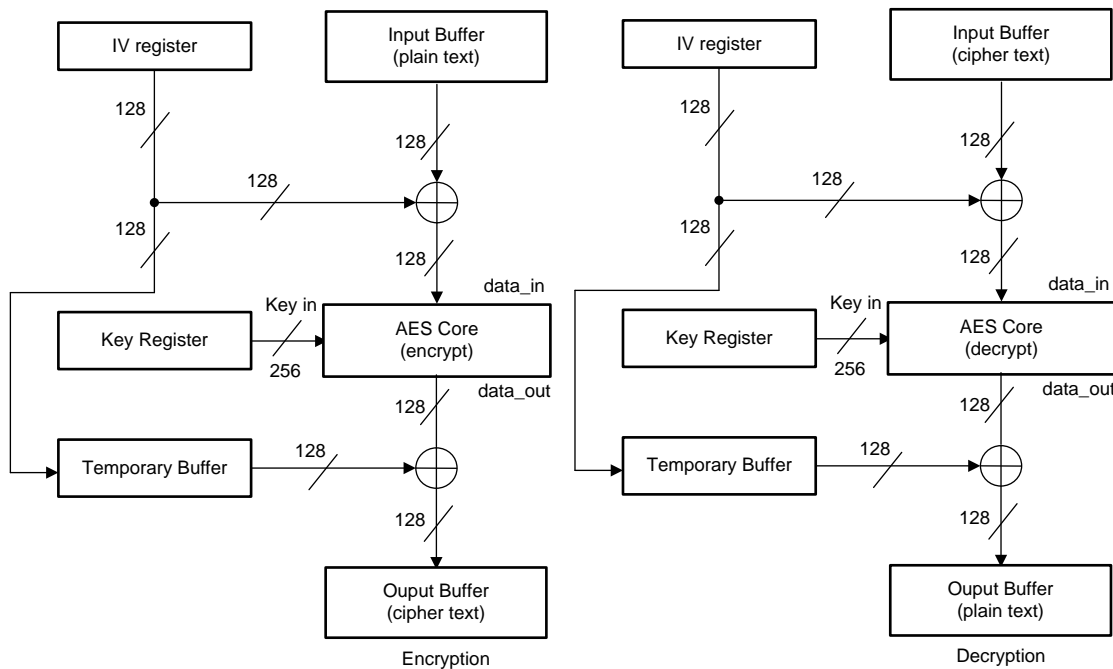 IV register
Input Buffer
(plain text)
128
128
128
128
128
data_in
Key in
Key Register
256
AES Core
(encrypt)
data_out
128
Temporary Buffer
128
128
Ouput Buffer
(cipher text)
Encryption
IV register
Input Buffer
(cipher text)
128
128
128
128
128
data_in
Key in
Key Register
256
AES Core
(decrypt)
data_out
128
Temporary Buffer
128
128
Ouput Buffer
(plain text)
Decryption